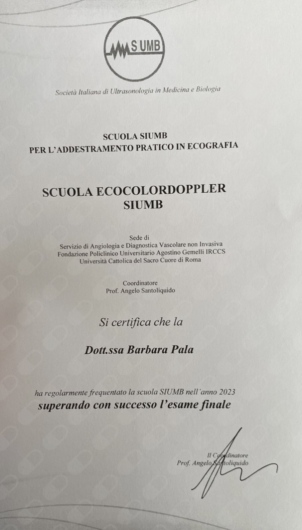 SIUMB
Società Italiana di Ultrasonologia in Medicina e Biologia
SCUOLA SIUMB
PER L'ADDESTRAMENTO PRATICO IN ECOGRAFIA
SCUOLA ECOCOLORDOPPLER
SIUMB
Sede di
Servizio di Angiologia e Diagnostica Vascolare non Invasiva
Fondazione Policlinico Universitario Agostino Gemelli IRCCS
Università Cattolica del Sacro Cuore di Roma
Coordinatore
Prof. Angelo Santoliquido
Si certifica che la
Dott.ssa Barbara Pala
ha regolarmente frequentato la scuola SIUMB nell'anno 2023
superando con successo l'esame finale
Il Coordinatore
Prof. Angelo Santoliquido